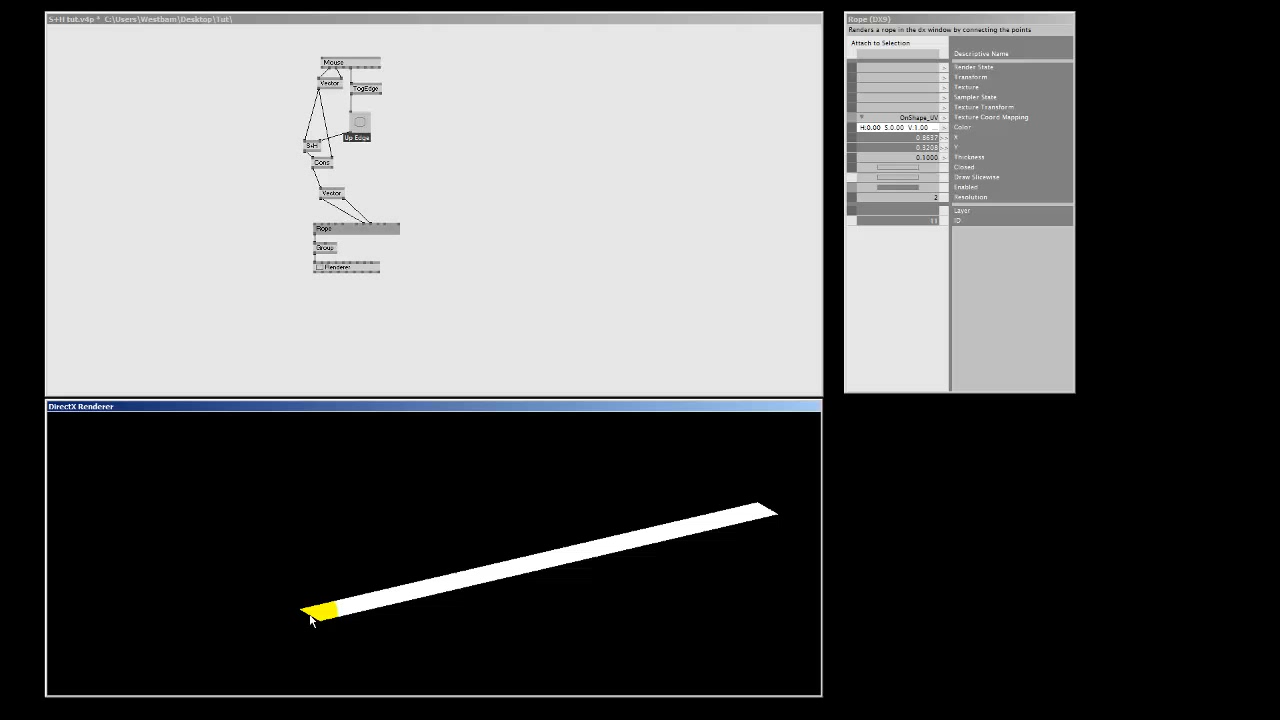 S+H tut.v4p * C:\Users\Westbam\Desktop\Tut\
Mouse
Vector
TogEdge
Up Edge
S+H
Cons
Vector
Rope
Group
Renderer
DirectX Renderer
Rope (DX9)
Renders a rope in the dx window by connecting the points
Attach to Selection
Descriptive Name
Render State
Transform
Texture
Sampler State
Texture Transform
OnShape_UV Texture Coord Mapping
H:0.00 S:0.00 V:1.00 ... Color
0.8637 X
0.3208 Y
0.1000 Thickness
Closed
Draw Slicewise
Enabled
2 Resolution
Layer
11 ID